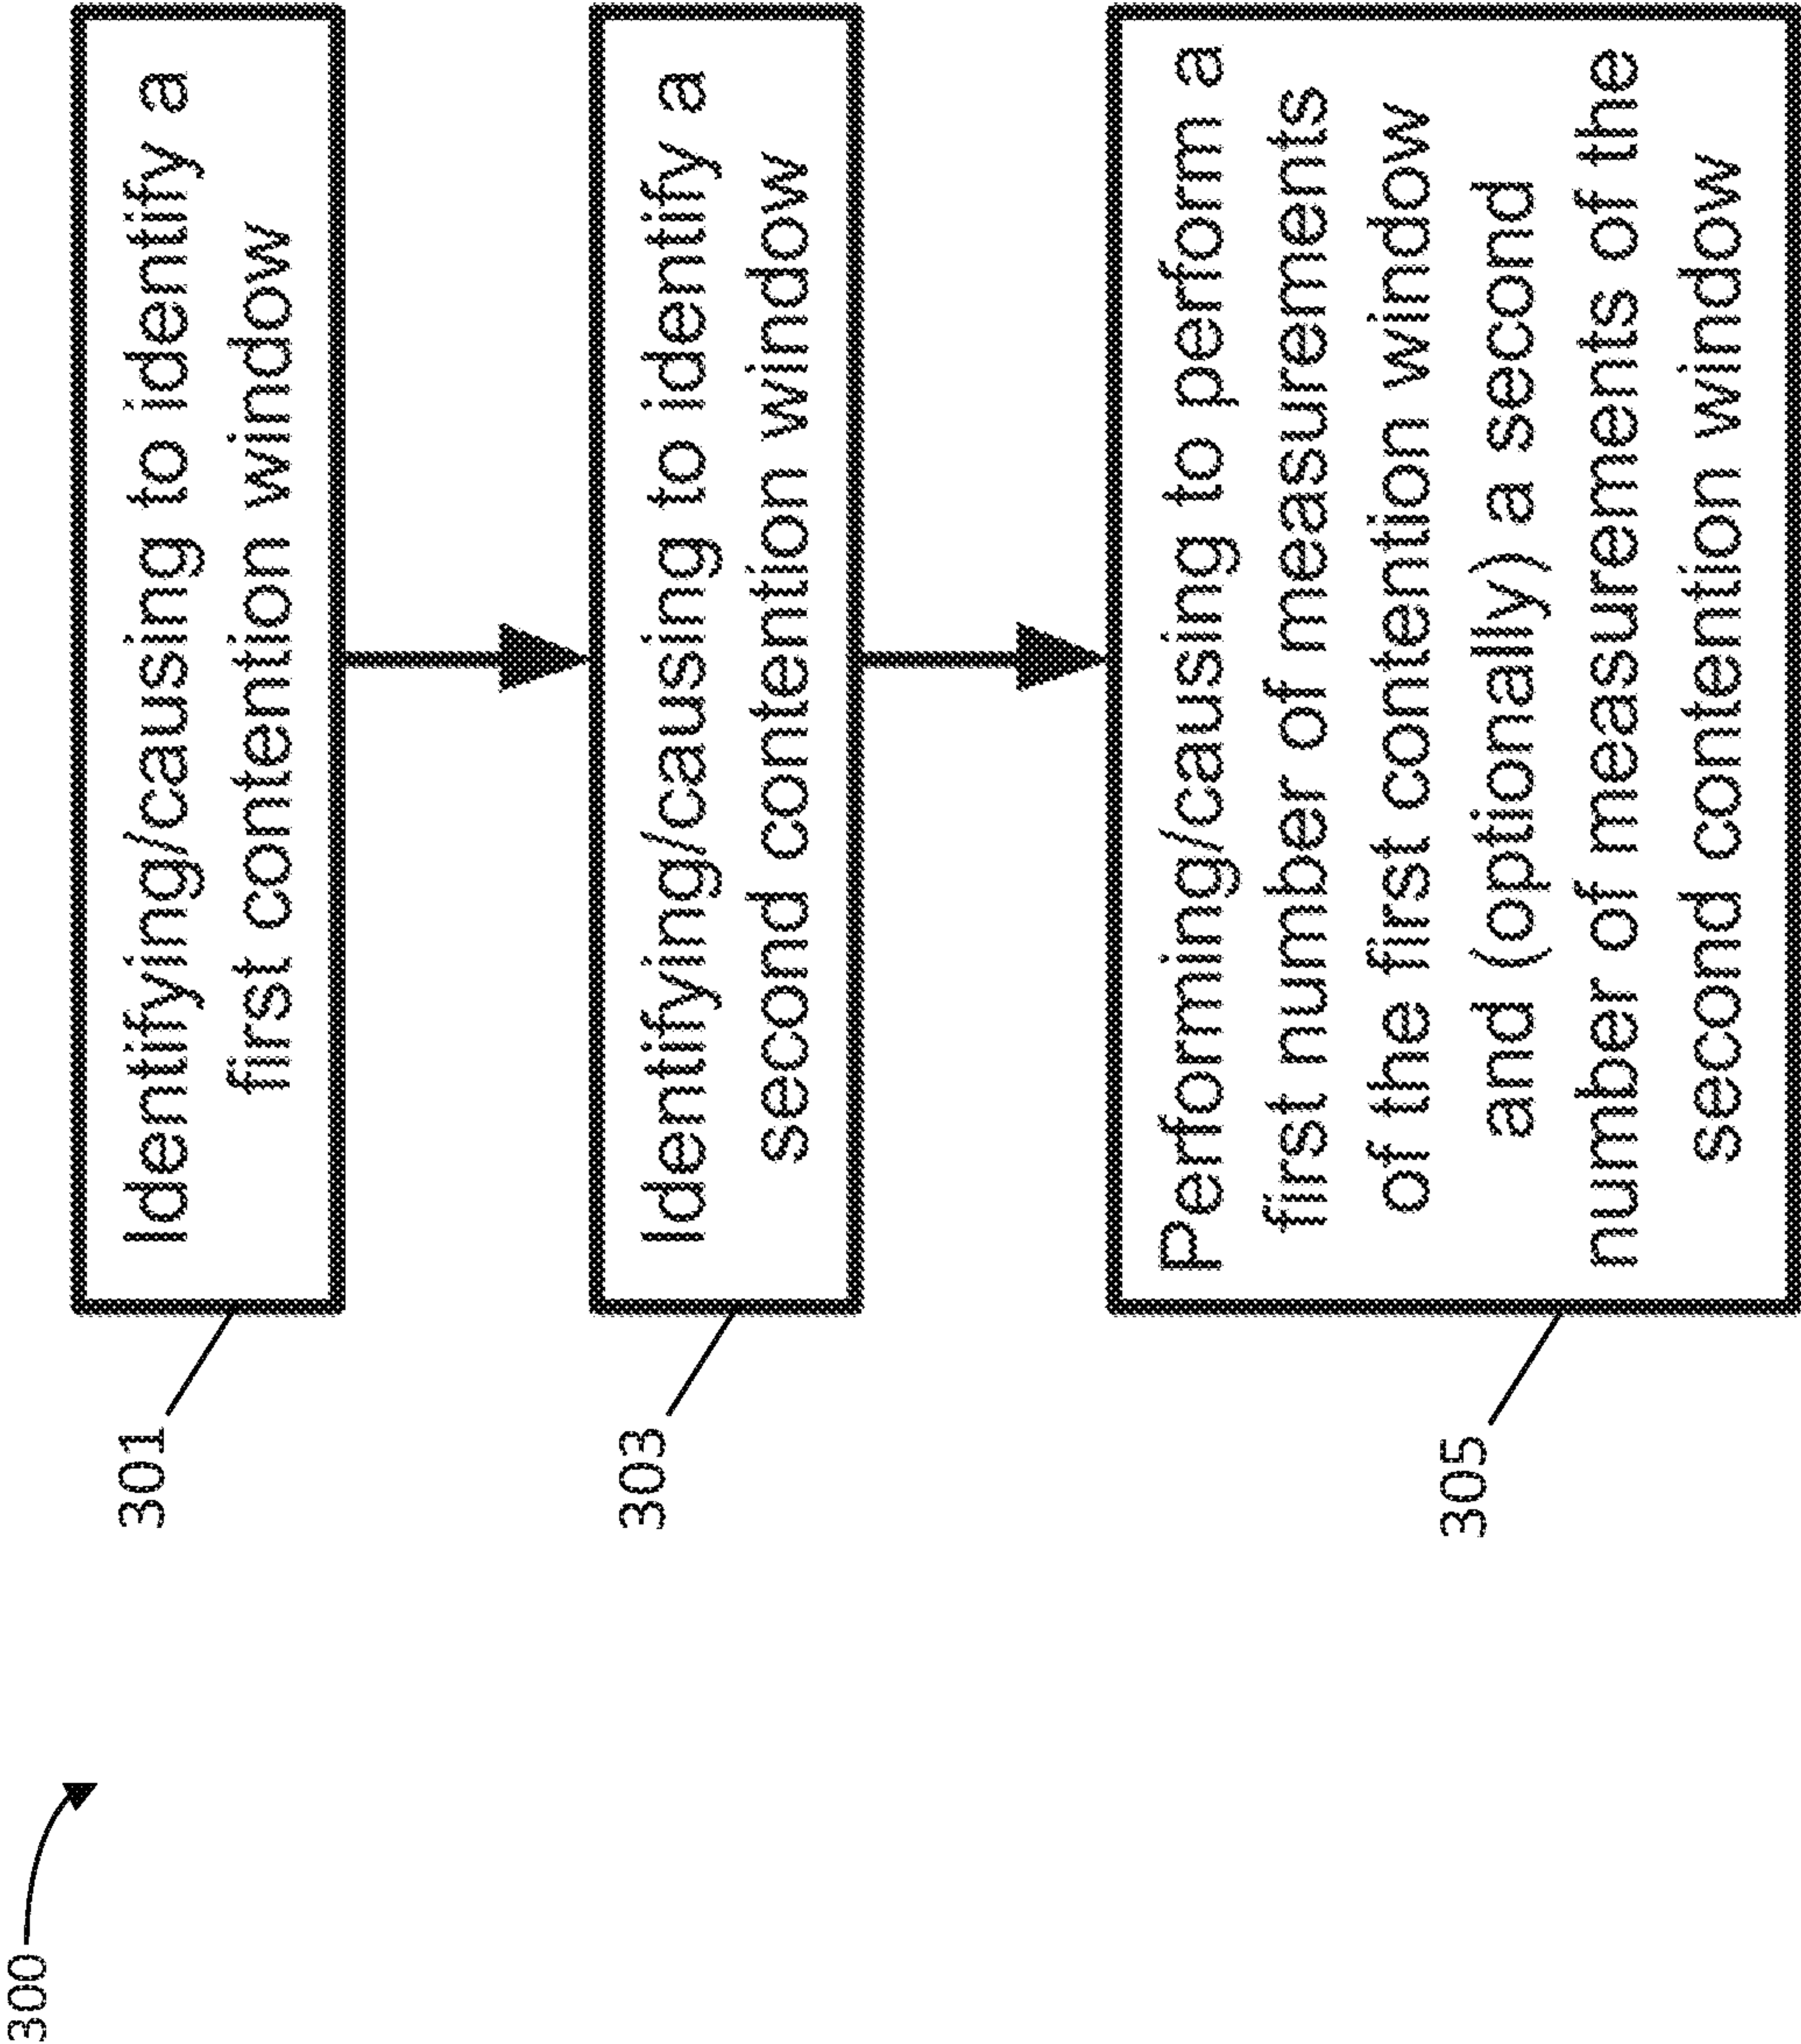 300
301
Identifying/causing to identify a
first contention window
303
Identifying/causing to identify a
second contention window
305
Performing/causing to perform a
first number of measurements
of the first contention window
and (optionally) a second
number of measurements of the
second contention window